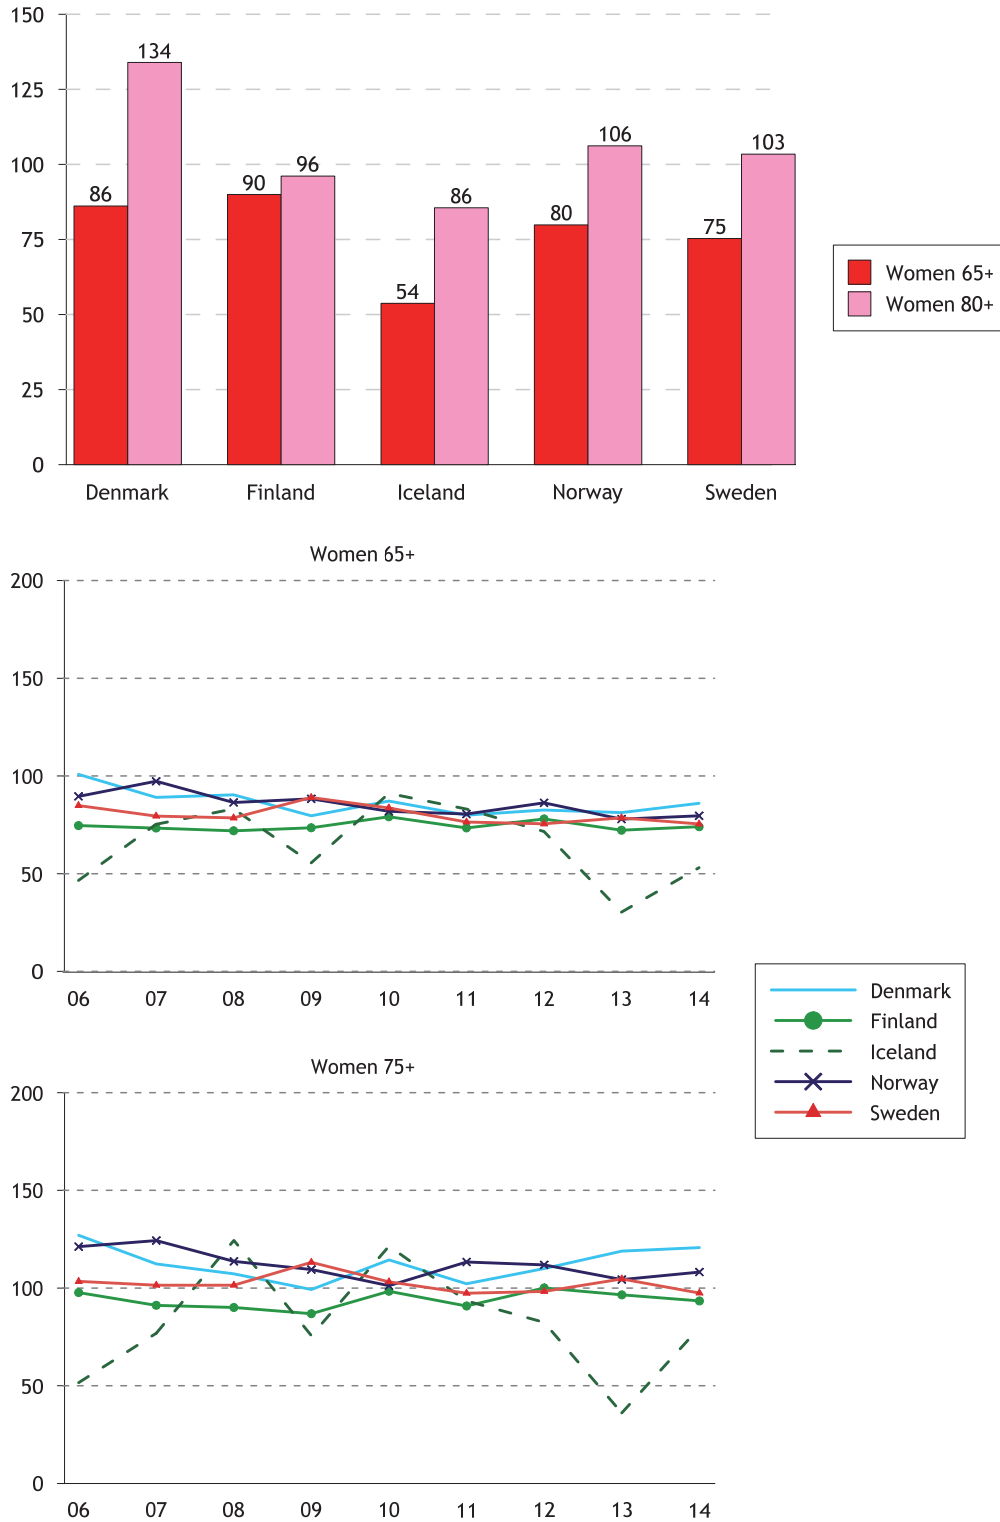 150
134
125
106
103
100
96
90
86
86
80
75
75
54
50
25
0
Women 65+
Women 80+
Denmark Finland Iceland Norway Sweden
Women 65+
200
150
100
50
0
06 07 08 09 10 11 12 13 14
Denmark
Finland
Iceland
Norway
Sweden
Women 75+
200
150
100
50
0
06 07 08 09 10 11 12 13 14